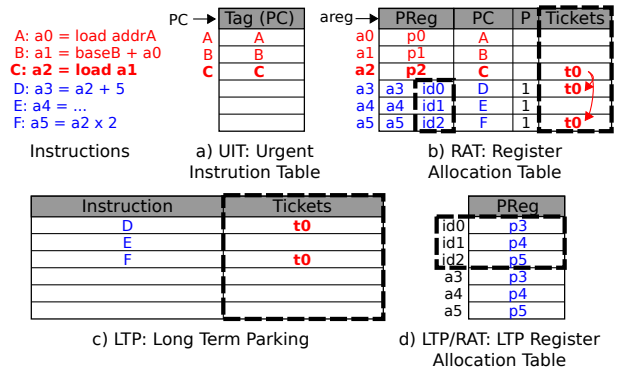 PC Tag (PC) areg PReg PC P Tickets
A: a0 = load addrA A A a0 p0 A
B: a1 = baseB + a0 B B a1 p1 B
C: a2 = load a1 C C a2 p2 C t0
D: a3 = a2 + 5 a3 a3 id0 D 1 t0
E: a4 = ... a4 a4 id1 E 1
F: a5 = a2 x 2 a5 a5 id2 F 1 t0
Instructions a) UIT: Urgent b) RAT: Register
Instrution Table Allocation Table
Instruction Tickets PReg
D t0 id0 p3
E id1 p4
F t0 id2 p5
a3 p3
a4 p4
a5 p5
c) LTP: Long Term Parking d) LTP/RAT: LTP Register
Allocation Table